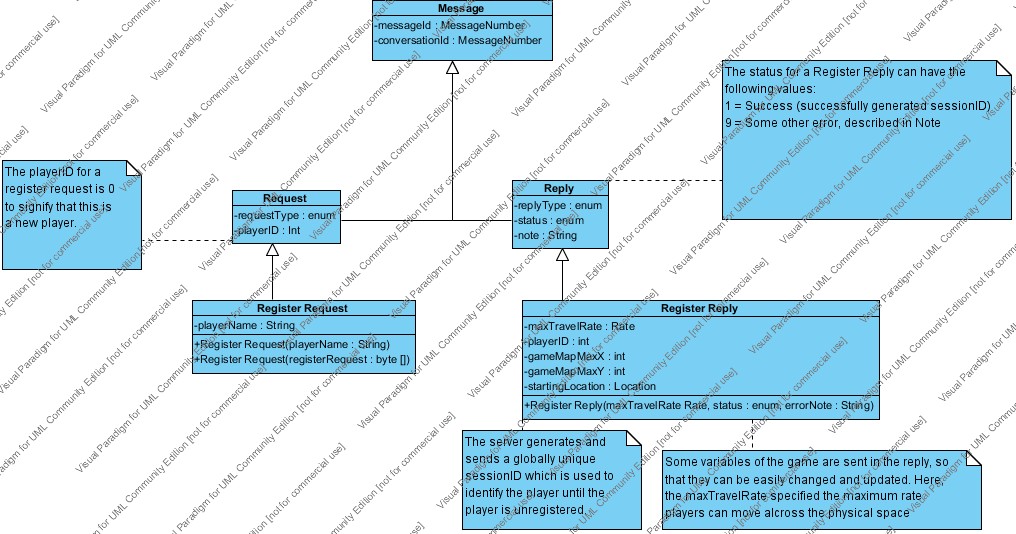 Message
-messageId : MessageNumber
-conversationId : MessageNumber
The status for a Register Reply can have the
following values:
1 = Success (successfully generated sessionID)
9 = Some other error, described in Note
The playerID for a
register request is 0
to signify that this is
a new player.
Request
-requestType : enum
-playerID : Int
Reply
-replyType : enum
-status : enum
-note : String
Register Request
-playerName : String
+Register Request(playerName : String)
+Register Request(registerRequest : byte [])
Register Reply
-maxTravelRate : Rate
-playerID : int
-gameMapMaxX : int
-gameMapMaxY : int
-startingLocation : Location
+Register Reply(maxTravelRate Rate, status : enum, errorNote : String)
The server generates and
sends a globally unique
sessionID which is used to
identify the player until the
player is unregistered.
Some variables of the game are sent in the reply, so
that they can be easily changed and updated. Here,
the maxTravelRate specified the maximum rate
players can move alcross the physical space
Visual Paradigm for UML Community Edition [not for commercial use]